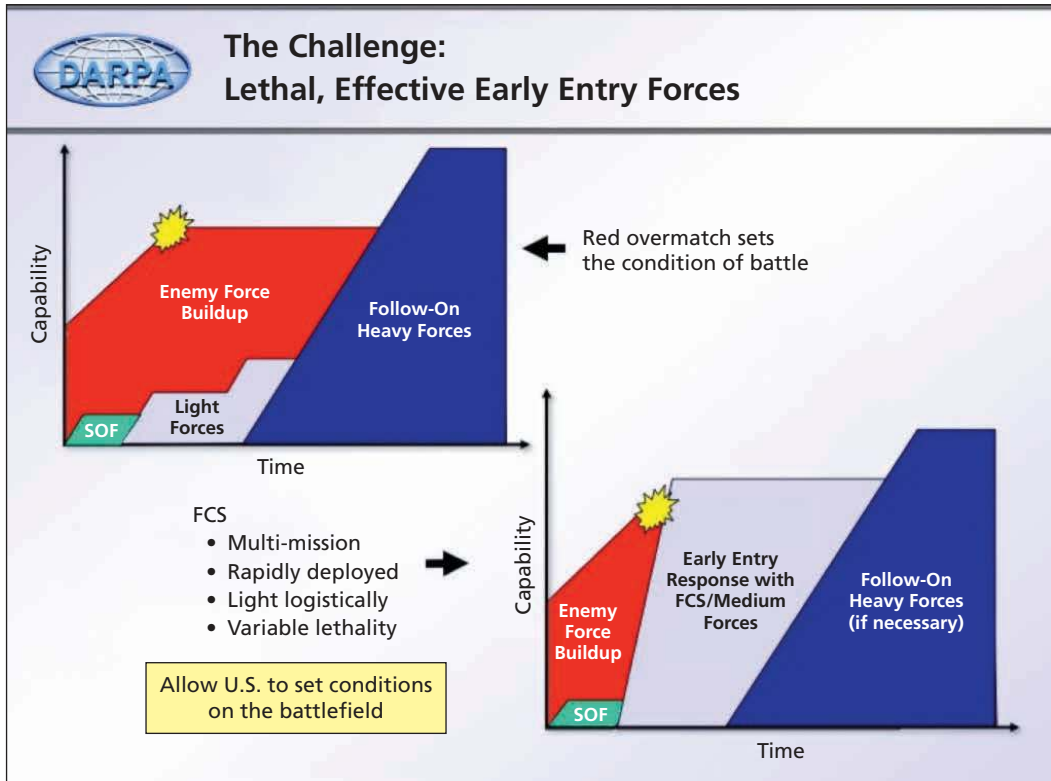 DARPA
The Challenge:
Lethal, Effective Early Entry Forces
Capability
Enemy Force
Buildup
Follow-On
Heavy Forces
Light
Forces
SOF
Time
Red overmatch sets
the condition of battle
FCS
• Multi-mission
• Rapidly deployed
• Light logistically
• Variable lethality
Allow U.S. to set conditions
on the battlefield
Capability
Enemy
Force
Buildup
SOF
Early Entry
Response with
FCS/Medium
Forces
Follow-On
Heavy Forces
(if necessary)
Time